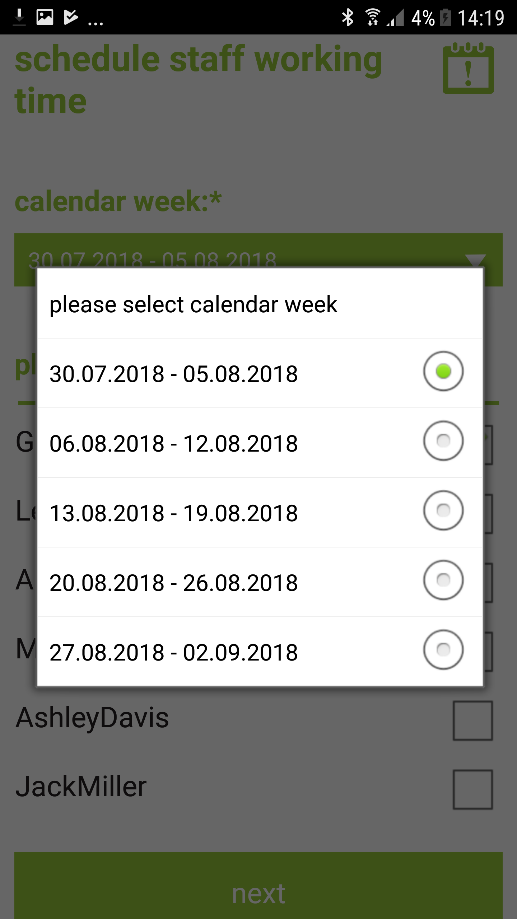 ... 4% 14:19
schedule staff working
time
calendar week:*
30.07.2018 - 05.08.2018
please select calendar week
30.07.2018 - 05.08.2018
06.08.2018 - 12.08.2018
13.08.2018 - 19.08.2018
20.08.2018 - 26.08.2018
27.08.2018 - 02.09.2018
AshleyDavis
JackMiller
next